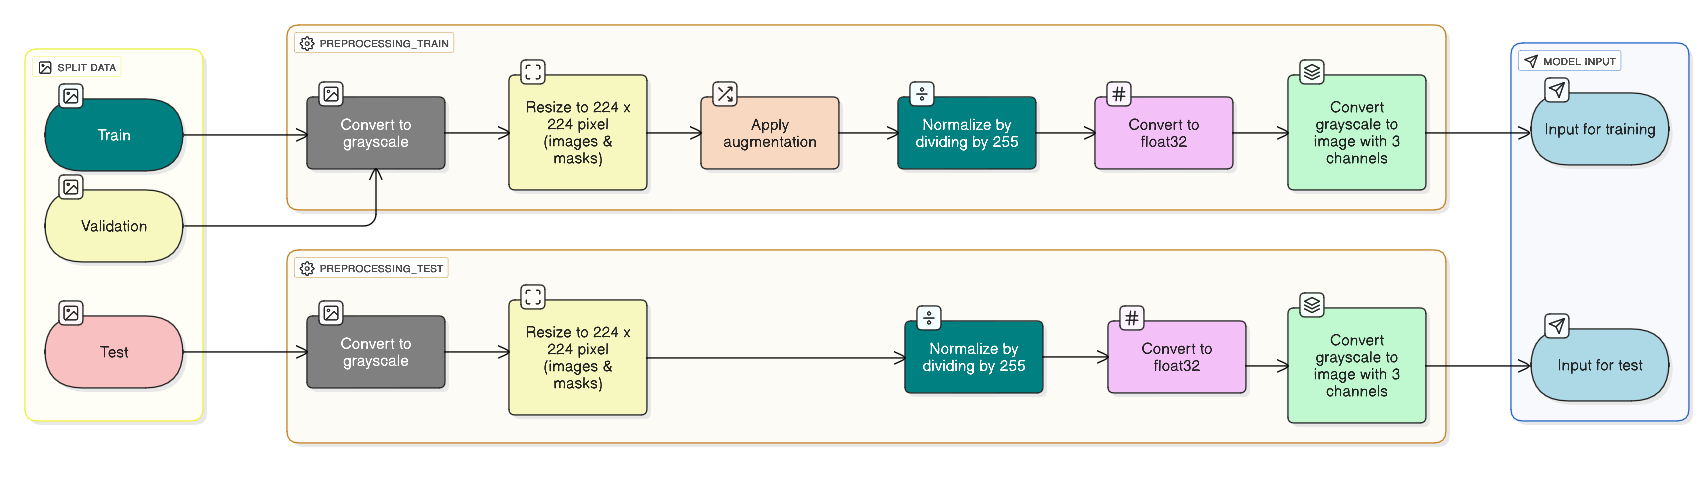 SPLIT DATA
Train
Validation
Test
PREPROCESSING_TRAIN
Convert to
grayscale
Resize to 224 x
224 pixel
(images &
masks)
Apply
augmentation
Normalize by
dividing by 255
Convert to
float32
Convert
grayscale to
image with 3
channels
PREPROCESSING_TEST
Convert to
grayscale
Resize to 224 x
224 pixel
(images &
masks)
Normalize by
dividing by 255
Convert to
float32
Convert
grayscale to
image with 3
channels
MODEL INPUT
Input for training
Input for test